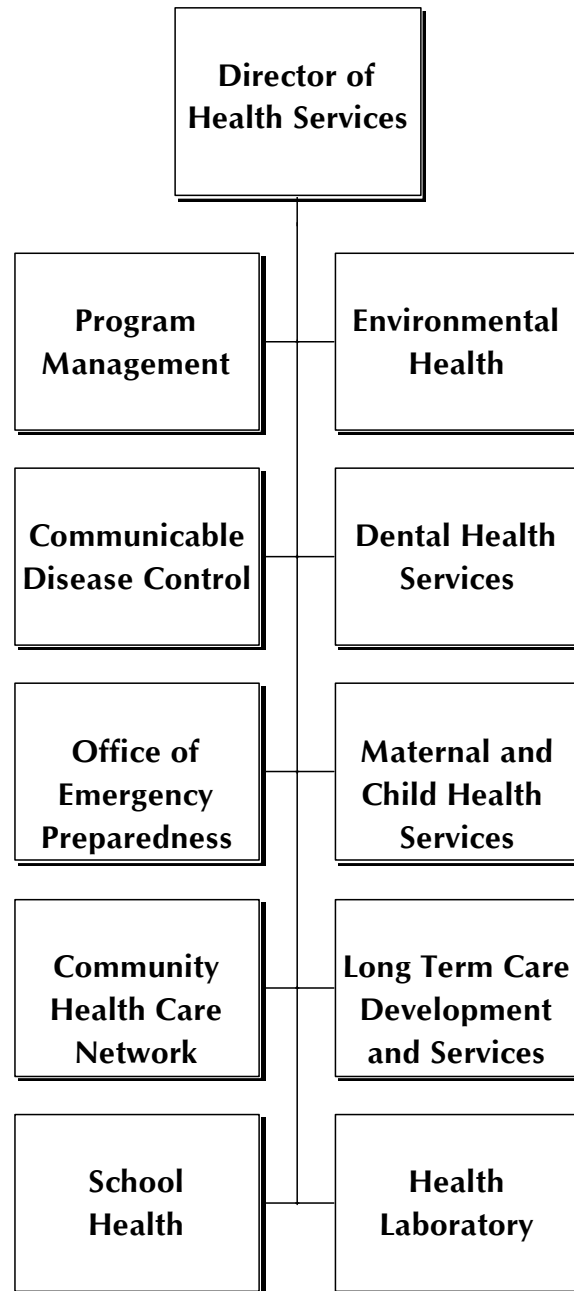 Director of
Health Services
Program
Management
Environmental
Health
Communicable
Disease Control
Dental Health
Services
Office of
Emergency
Preparedness
Maternal and
Child Health
Services
Community
Health Care
Network
Long Term Care
Development
and Services
School
Health
Health
Laboratory